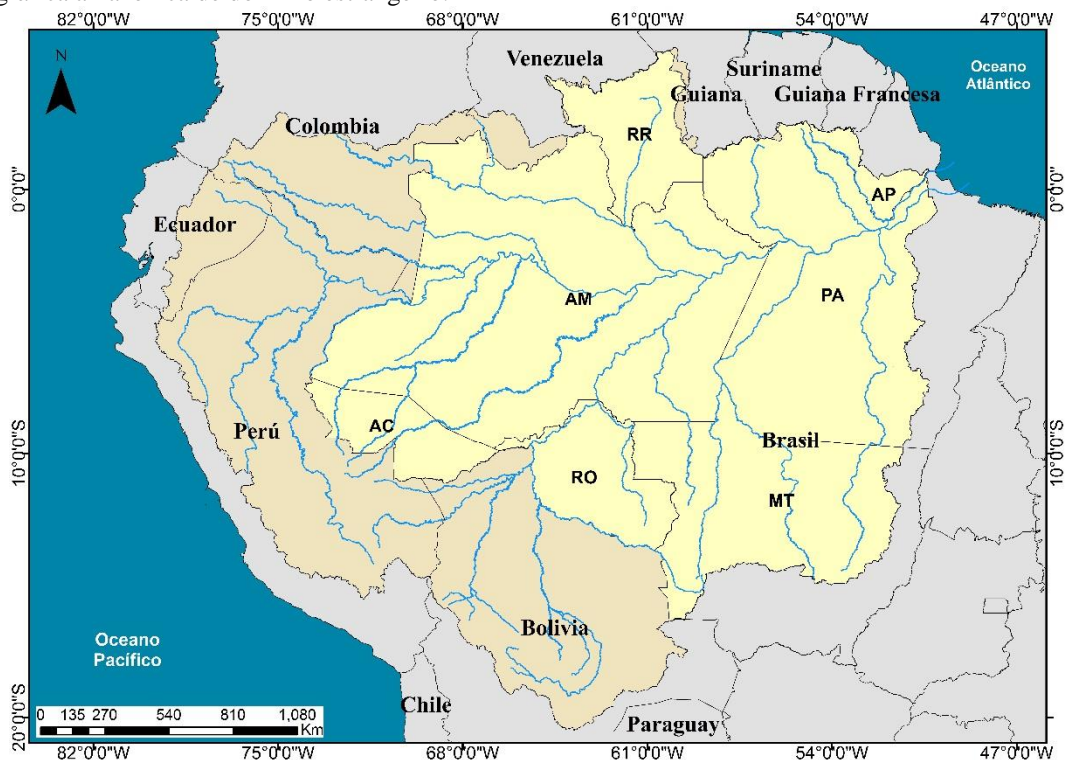 82°0'0"W 75°0'0"W 68°0'0"W 61°0'0"W 54°0'0"W 47°0'0"W
N
Venezuela
Suriname
Oceano
Atlântico
Guiana
Guiana Francesa
Colombia
RR
0°0'0"
AP
0°0'0"
Ecuador
AM
PA
AC
Perú
Brasil
10°0'0"S
10°0'0"S
RO
MT
Bolivia
Oceano
Pacífico
Chile
Paraguay
0 135 270 540 810 1,080
Km
20°0'0"S
20°0'0"S
82°0'0"W 75°0'0"W 68°0'0"W 61°0'0"W 54°0'0"W 47°0'0"W